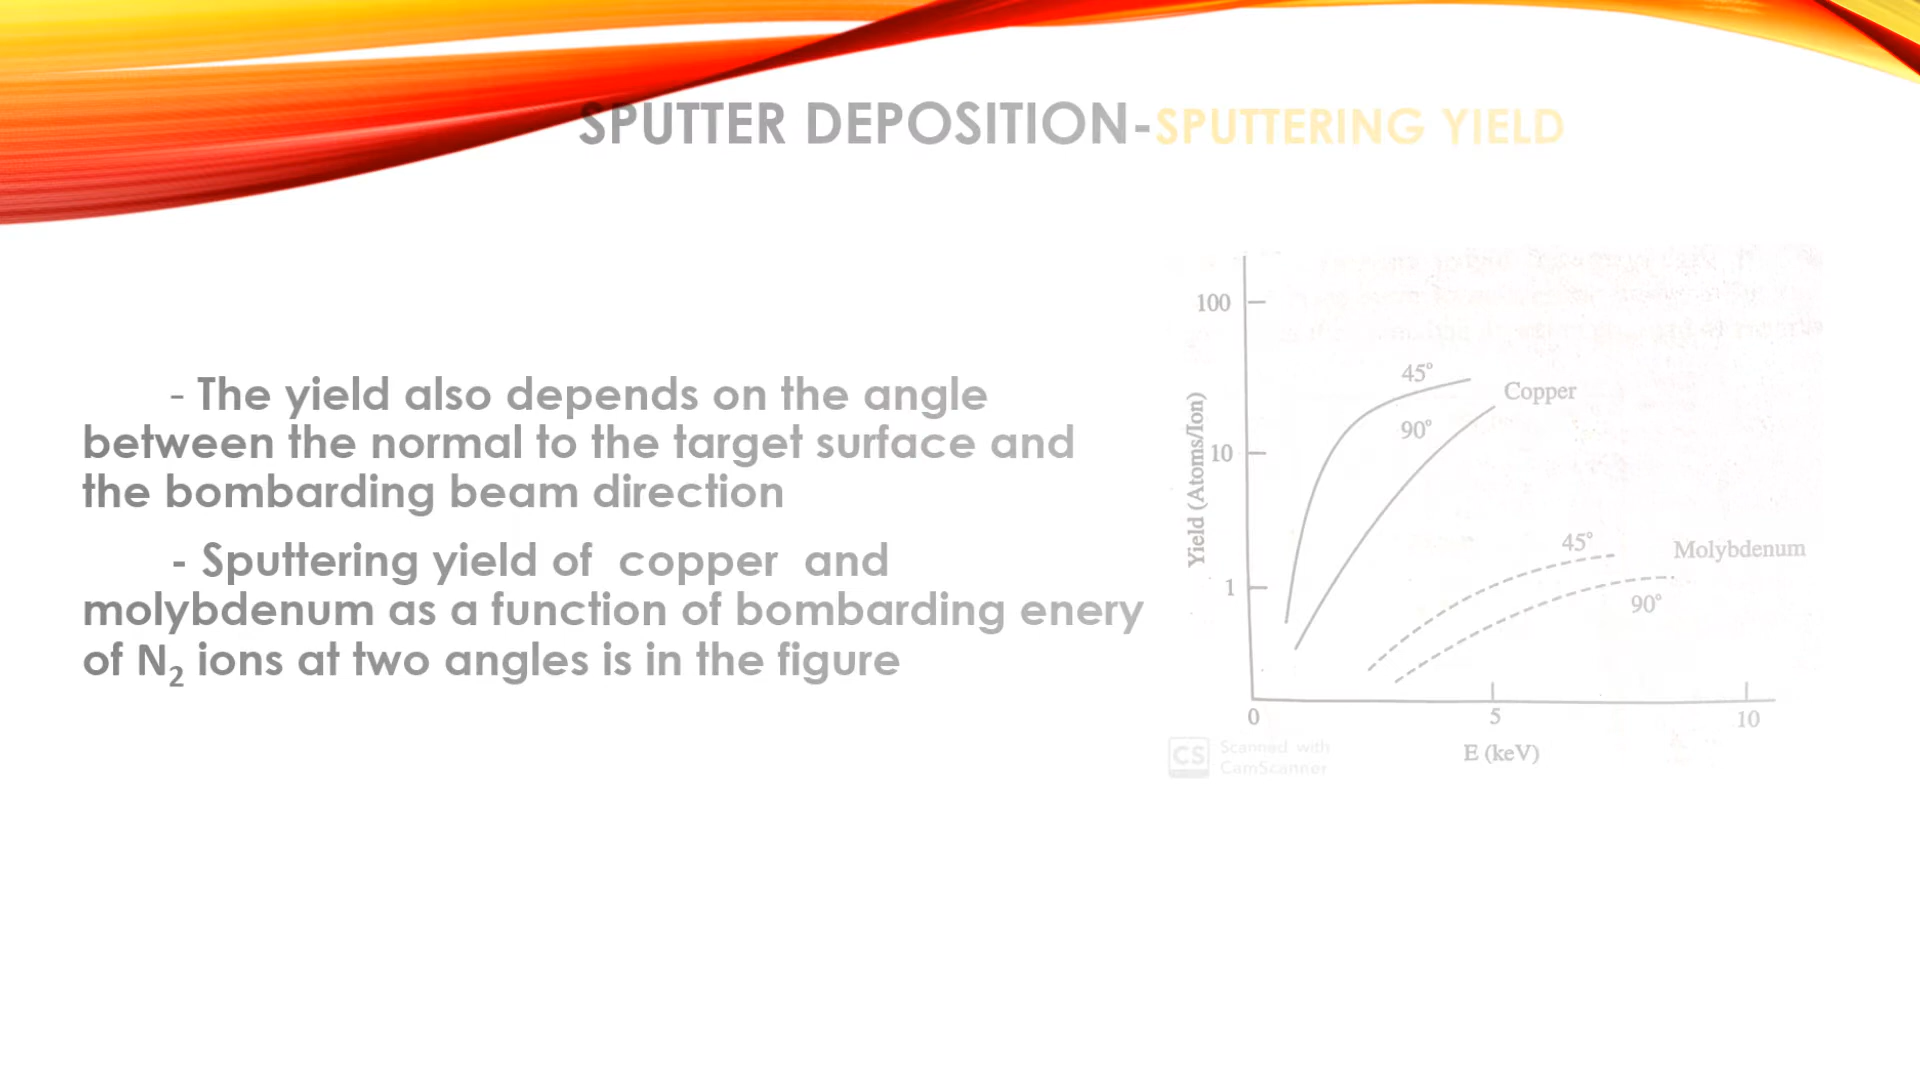 SPUTTER DEPOSITION-SPUTTERING YIELD
- The yield also depends on the angle
between the normal to the target surface and
the bombarding beam direction
- Sputtering yield of copper and
molybdenum as a function of bombarding enery
of N₂ ions at two angles is in the figure
100
10
1
Yield (Atoms/Ion)
45°
Copper
90°
45°
Molybdenum
90°
0
5
10
E (keV)
CS
Scanned with
CamScanner